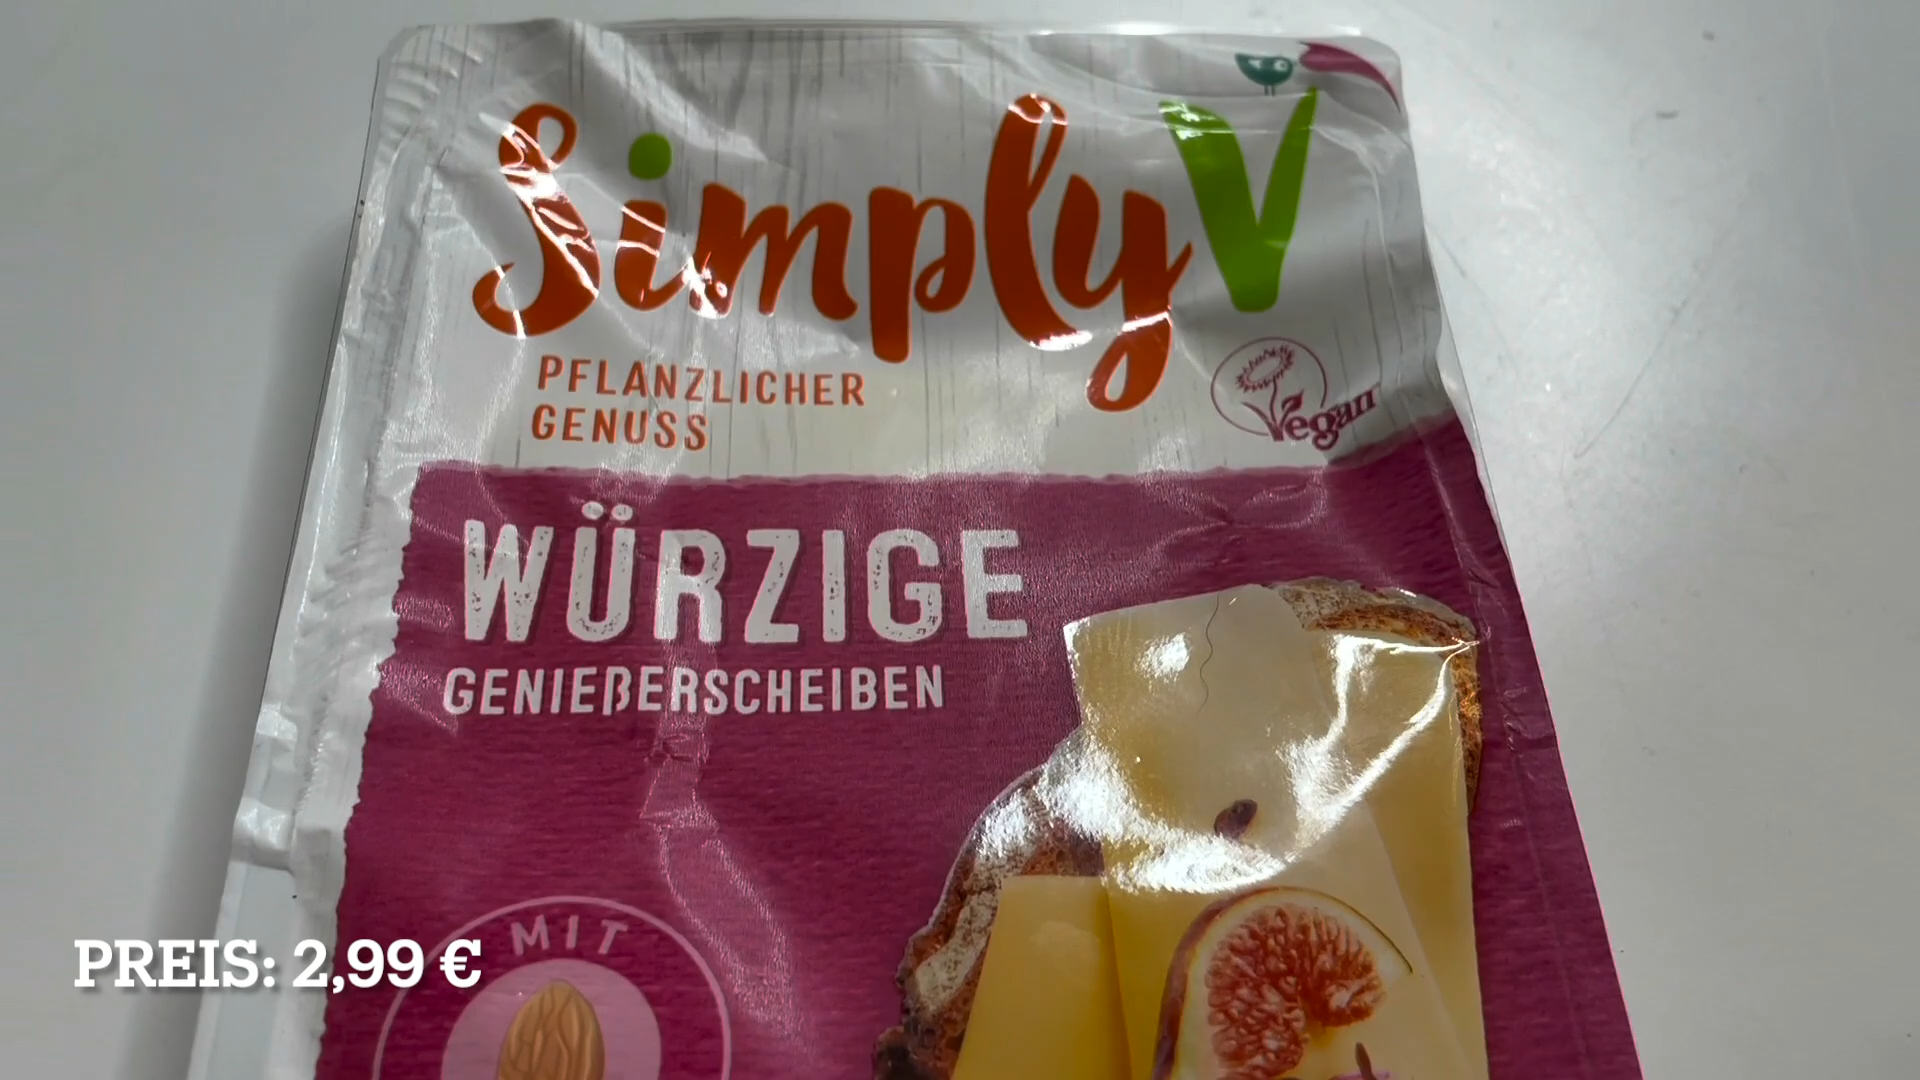 SimplyV
PFLANZLICHER
GENUSS
Vegan
WÜRZIGE
GENIEßERSCHEIBEN
MIT
PREIS: 2,99 €